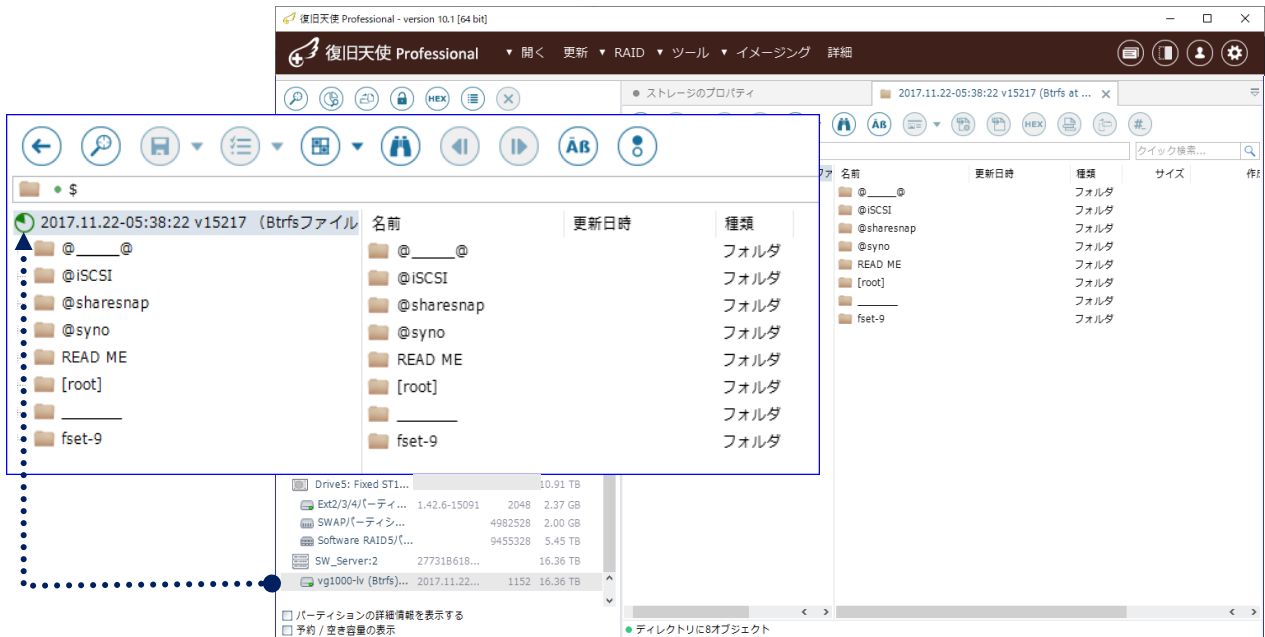 復旧天使 Professional - version 10.1 [64 bit]
復旧天使 Professional
開く 更新 RAID ツール イメージング 詳細
HEX
ストレージのプロパティ
2017.11.22-05:38:22 v15217 (Btrfs at ...
ÂB HEX #_
クイック検索...
名前 更新日時 種類 サイズ
@_____@ フォルダ
@iSCSI フォルダ
@sharesnap フォルダ
@syno フォルダ
READ ME フォルダ
[root] フォルダ
_______ フォルダ
fset-9 フォルダ
ÂB
$
2017.11.22-05:38:22 v15217 （Btrfsファイル
@_____@
@iSCSI
@sharesnap
@syno
READ ME
[root]
_______
fset-9
名前 更新日時 種類
@_____@ フォルダ
@iSCSI フォルダ
@sharesnap フォルダ
@syno フォルダ
READ ME フォルダ
[root] フォルダ
_______ フォルダ
fset-9 フォルダ
Drive5: Fixed ST1... 10.91 TB
Ext2/3/4パーティ... 1.42.6-15091 2048 2.37 GB
SWAPパーティシ... 4982528 2.00 GB
Software RAID5パ... 9455328 5.45 TB
SW_Server:2 27731B618... 16.36 TB
vg1000-lv (Btrfs)... 2017.11.22... 1152 16.36 TB
パーティションの詳細情報を表示する
予約 / 空き容量の表示
ディレクトリに8オブジェクト